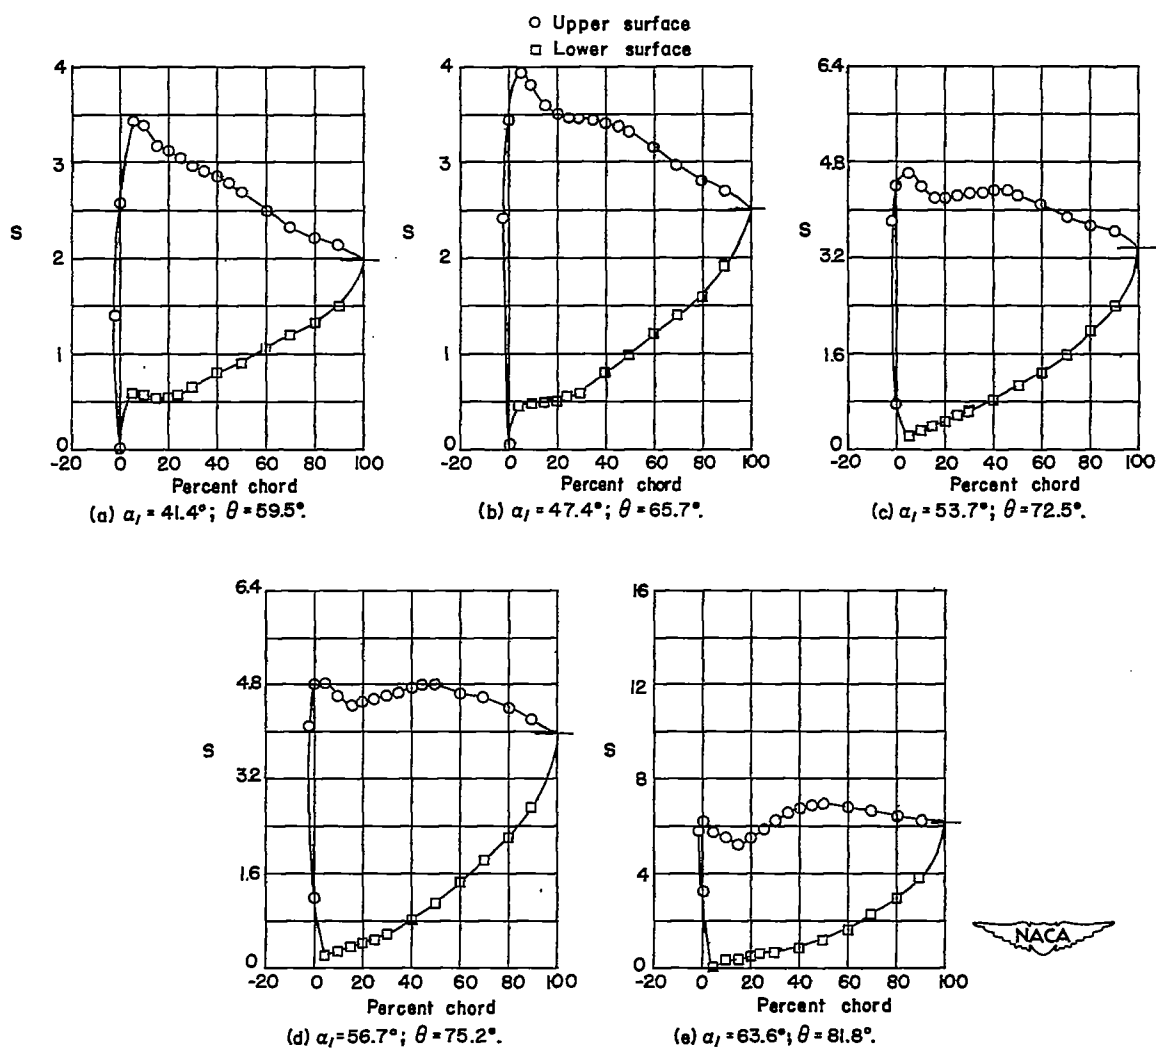 O Upper surface
□ Lower surface
4
3
S
2
1
0
-20 0 20 40 60 80 100
Percent chord
(a) α₁ = 41.4°; θ = 59.5°.
4
3
S
2
1
0
-20 0 20 40 60 80 100
Percent chord
(b) α₁ = 47.4°; θ = 65.7°.
6.4
4.8
S
3.2
1.6
0
-20 0 20 40 60 80 100
Percent chord
(c) α₁ = 53.7°; θ = 72.5°.
6.4
4.8
S
3.2
1.6
0
-20 0 20 40 60 80 100
Percent chord
(d) α₁ = 56.7°; θ = 75.2°.
16
12
S
8
4
0
-20 0 20 40 60 80 100
Percent chord
(e) α₁ = 63.6°; θ = 81.8°.
NACA